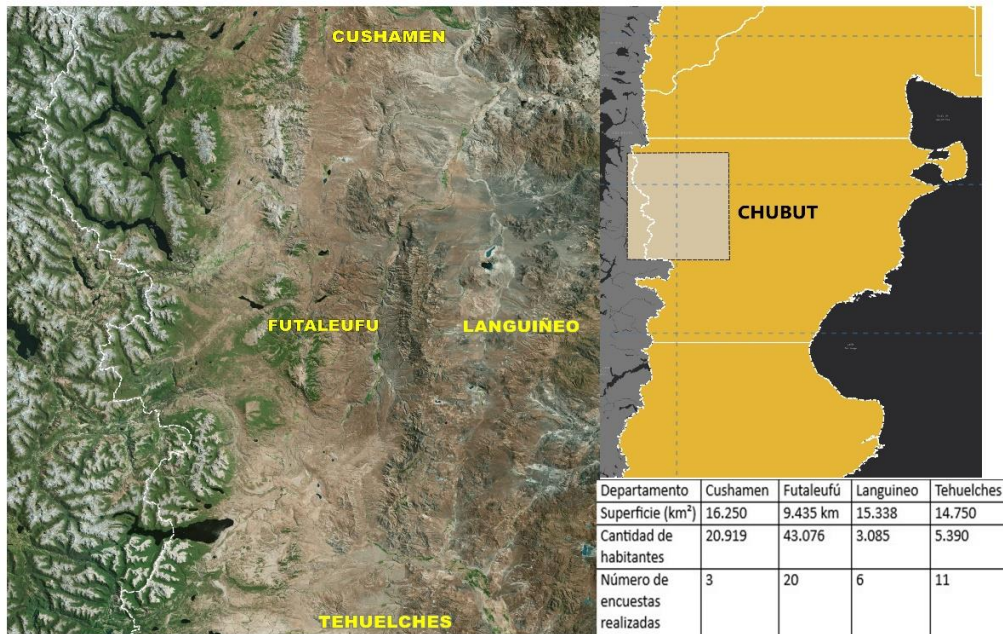 CUSHAMEN
FUTALEUFU
LANGUIÑEO
TEHUELCHES
CHUBUT
Departamento Cushamen Futaleufú Languineo Tehuelches
Superficie (km²) 16.250 9.435 km 15.338 14.750
Cantidad de
habitantes 20.919 43.076 3.085 5.390
Número de
encuestas
realizadas 3 20 6 11